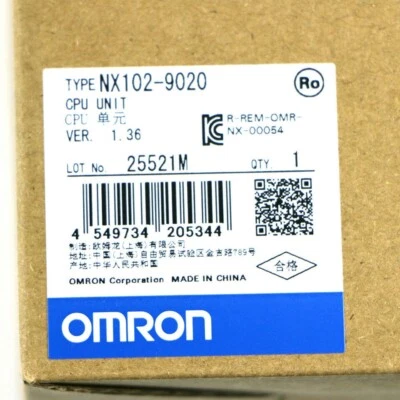 TYPE NX102-9020
Ro
CPU UNIT
CPU 单元
VER. 1.36
R-REM-OMR-
NX-00054
LOT No. 25521M
QTY 1
4 549734 205344
制造:欧姆龙(上海)有限公司
地址:中国(上海)自由贸易试验区金吉路789号
产地:中华人民共和国
合格
OMRON Corporation MADE IN CHINA
OMRON